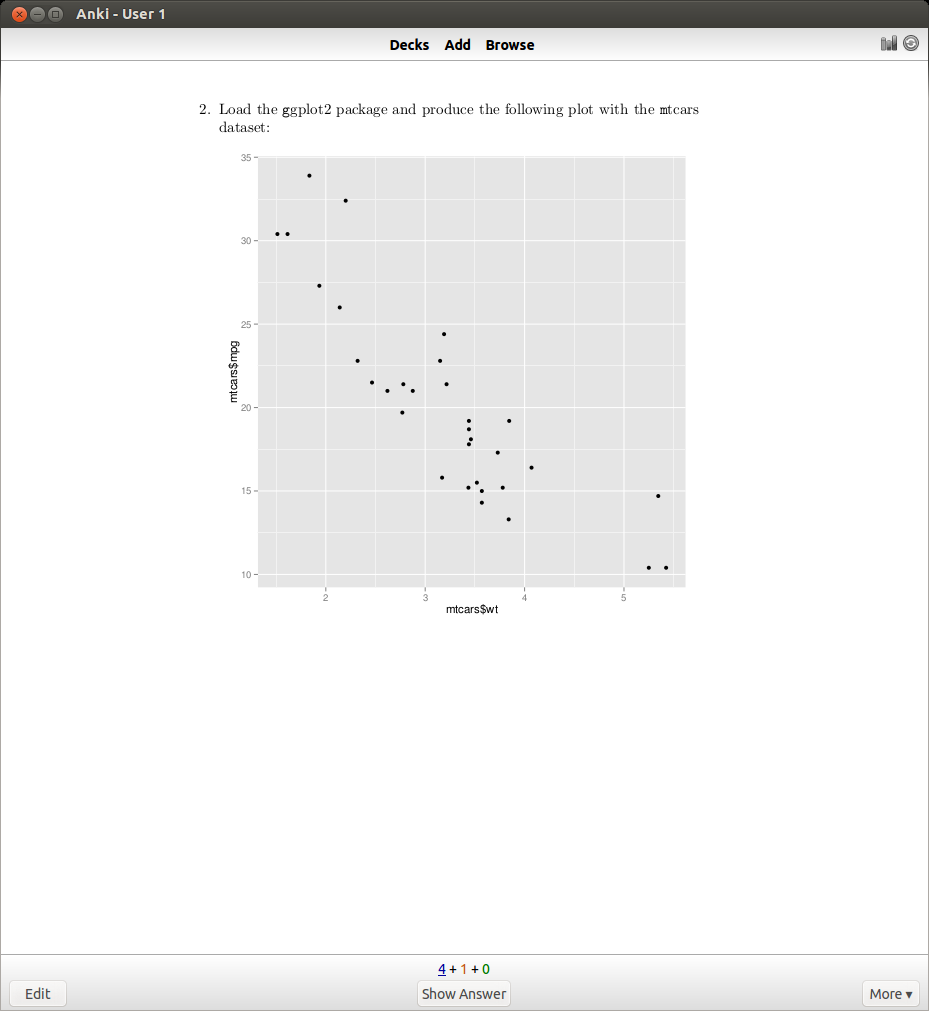 Anki - User 1
Decks Add Browse
2. Load the ggplot2 package and produce the following plot with the mtcars
dataset:
35
30
25
20
15
10
mtcars$mpg
2 3 4 5
mtcars$wt
4 + 1 + 0
Edit Show Answer More ▾